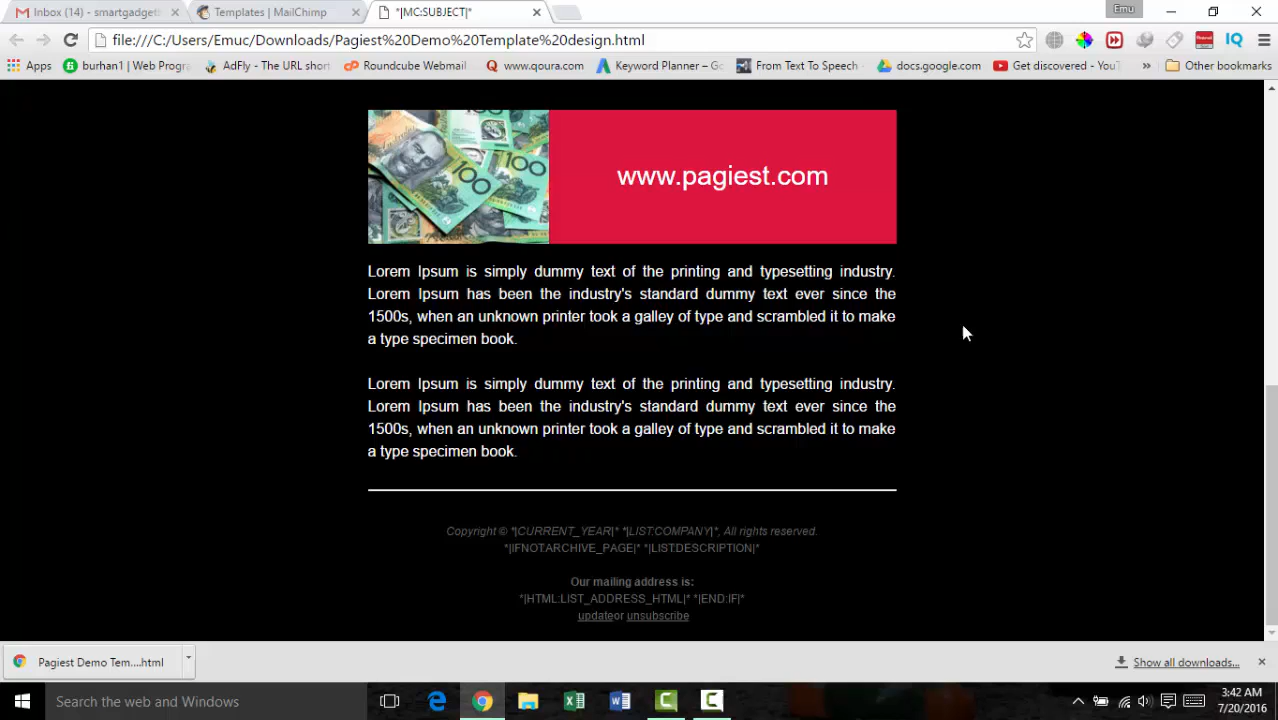 Inbox (14) - smartgadget
Templates | MailChimp
*|MC:SUBJECT|*
Emu
file:///C:/Users/Emuc/Downloads/Pagiest%20Demo%20Template%20design.html
Apps
burhan1 | Web Progra
AdFly - The URL short
Roundcube Webmail
www.qoura.com
Keyword Planner – Go
From Text To Speech
docs.google.com
Get discovered - YouT
Other bookmarks
www.pagiest.com
Lorem Ipsum is simply dummy text of the printing and typesetting industry.
Lorem Ipsum has been the industry's standard dummy text ever since the
1500s, when an unknown printer took a galley of type and scrambled it to make
a type specimen book.
Lorem Ipsum is simply dummy text of the printing and typesetting industry.
Lorem Ipsum has been the industry's standard dummy text ever since the
1500s, when an unknown printer took a galley of type and scrambled it to make
a type specimen book.
Copyright © *|CURRENT_YEAR|* *|LIST:COMPANY|*, All rights reserved.
*|IFNOT:ARCHIVE_PAGE|* *|LIST:DESCRIPTION|*
Our mailing address is:
*|HTML:LIST_ADDRESS_HTML|* *|END:IF|*
updateor unsubscribe
Pagiest Demo Tem....html
Show all downloads...
Search the web and Windows
3:42 AM
7/20/2016